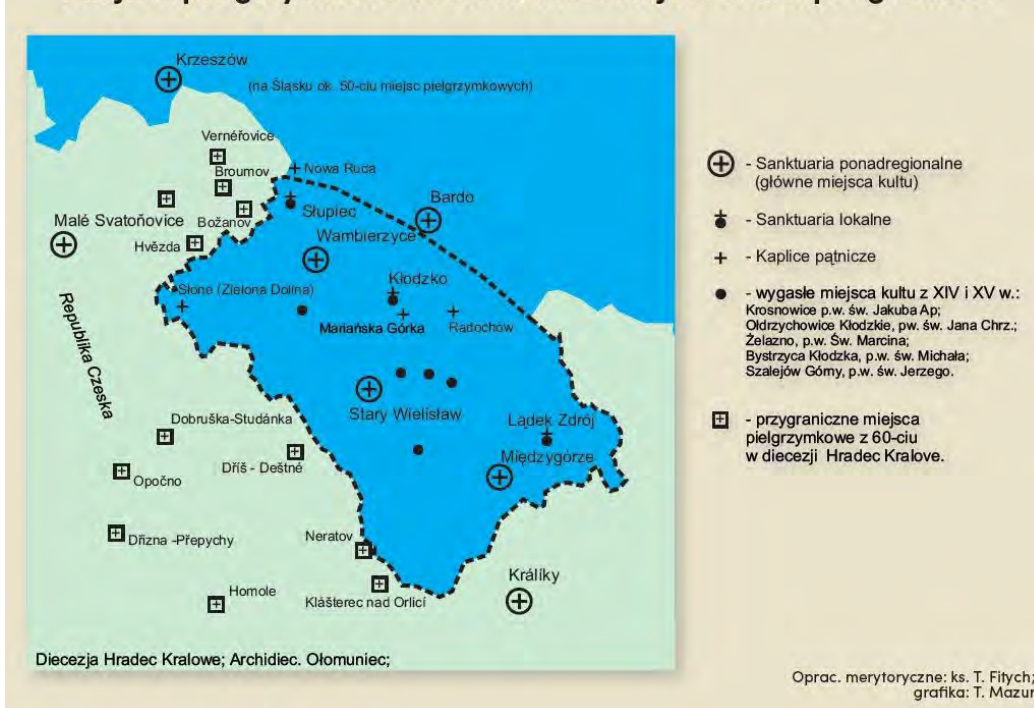 Krzeszów
(na Śląsku ok. 50-ciu miejsc pielgrzymkowych)
Vernéřovice
Broumov
Nowa Ruda
Bardo
Malé Svatoňovice
Božanov
Słupiec
Hvězda
Wambierzyce
Kłodzko
Słone (Zielona Dolina)
Mariańska Górka
Radochów
Republika Czeska
Stary Wielisław
Dobruška-Studánka
Lądek Zdrój
Dříš - Deštné
Międzygórze
Opočno
Dřizna -Přepychy
Neratov
Králíky
Homole
Klášterec nad Orlicí
Diecezja Hradec Kralowe; Archidiec. Ołomuniec;
- Sanktuaria ponadregionalne
(główne miejsca kultu)
- Sanktuaria lokalne
- Kaplice pątnicze
- wygasłe miejsca kultu z XIV i XV w.:
Krosnowice p.w. św. Jakuba Ap;
Ołdrzychowice Kłodzkie, pw. św. Jana Chrz.;
Żelazno, p.w. Św. Marcina;
Bystrzyca Kłodzka, p.w. św. Michała;
Szalejów Górny, p.w. św. Jerzego.
- przygraniczne miejsca
pielgrzymkowe z 60-ciu
w diecezji Hradec Kralove.
Oprac. merytoryczne: ks. T. Fitych;
grafika: T. Mazur